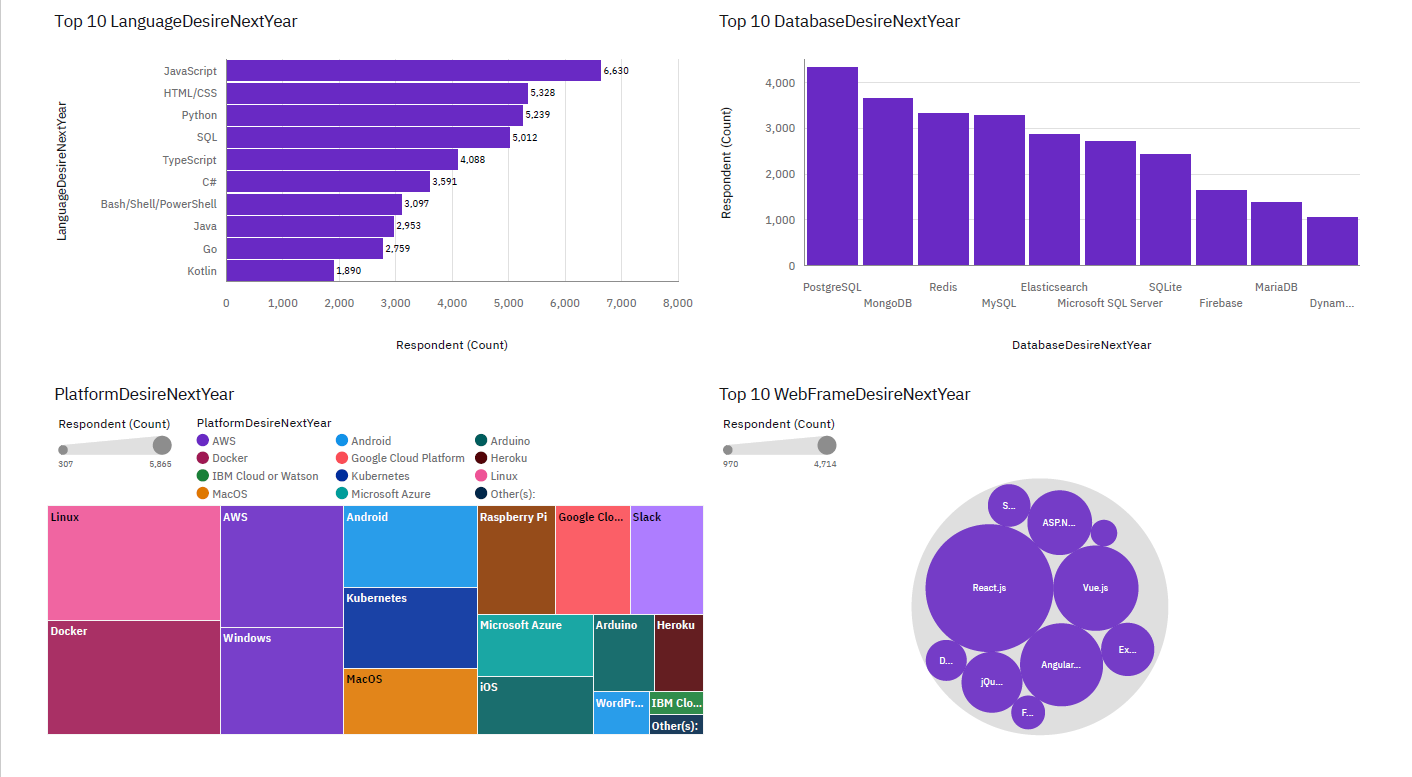 Top 10 LanguageDesireNextYear
LanguageDesireNextYear
JavaScript 6,630
HTML/CSS 5,328
Python 5,239
SQL 5,012
TypeScript 4,088
C# 3,591
Bash/Shell/PowerShell 3,097
Java 2,953
Go 2,759
Kotlin 1,890
0 1,000 2,000 3,000 4,000 5,000 6,000 7,000 8,000
Respondent (Count)
Top 10 DatabaseDesireNextYear
Respondent (Count)
4,000
3,000
2,000
1,000
0
PostgreSQL Redis Elasticsearch SQLite MariaDB
MongoDB MySQL Microsoft SQL Server Firebase Dynam...
DatabaseDesireNextYear
PlatformDesireNextYear
Respondent (Count)
307 5,865
PlatformDesireNextYear
AWS Android Arduino
Docker Google Cloud Platform Heroku
IBM Cloud or Watson Kubernetes Linux
MacOS Microsoft Azure Other(s):
Linux AWS Android Raspberry Pi Google Clo... Slack
Kubernetes
Microsoft Azure Arduino Heroku
Docker Windows
MacOS iOS
WordPr... IBM Clo...
Other(s):
Top 10 WebFrameDesireNextYear
Respondent (Count)
970 4,714
S...
ASP.N...
React.js Vue.js
Ex...
D... Angular...
jQu...
F...